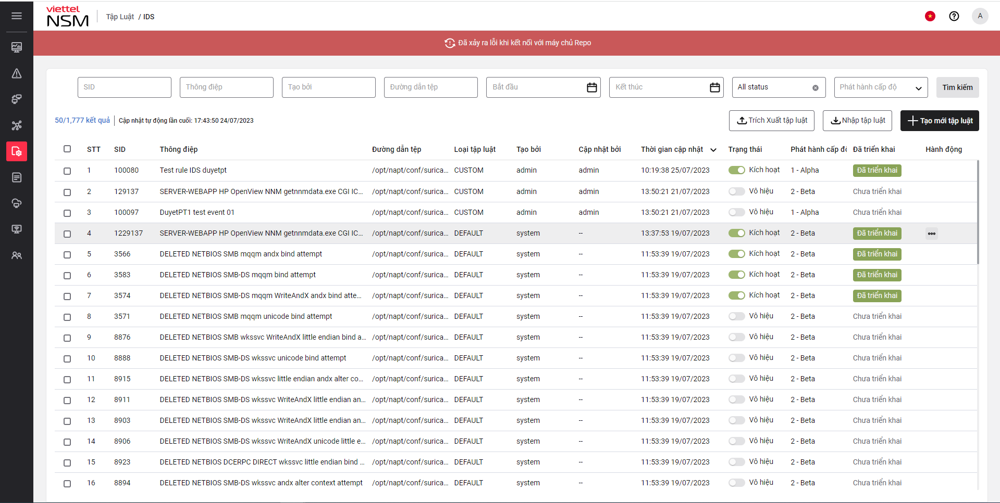 viettel
NSM
Tập Luật / IDS
A
Đã xảy ra lỗi khi kết nối với máy chủ Repo
SID Thông điệp Tạo bởi Đường dẫn tệp Bắt đầu Kết thúc All status Phát hành cấp độ Tìm kiếm
50/1,777 kết quả Cập nhật tự động lần cuối: 17:43:50 24/07/2023 Trích Xuất tập luật Nhập tập luật Tạo mới tập luật
STT SID Thông điệp Đường dẫn tệp Loại tập luật Tạo bởi Cập nhật bởi Thời gian cập nhật Trạng thái Phát hành cấp độ Đã triển khai Hành động
1 100080 Test rule IDS duyetpt /opt/napt/conf/surica... CUSTOM admin admin 10:19:38 25/07/2023 Kích hoạt 1 - Alpha Đã triển khai
2 129137 SERVER-WEBAPP HP OpenView NNM getnnmdata.exe CGI IC... /opt/napt/conf/surica... CUSTOM admin admin 13:50:21 21/07/2023 Vô hiệu 2 - Beta Chưa triển khai
3 100097 DuyetPT1 test event 01 /opt/napt/conf/surica... CUSTOM admin admin 13:50:21 21/07/2023 Vô hiệu 1 - Alpha Chưa triển khai
4 1229137 SERVER-WEBAPP HP OpenView NNM getnnmdata.exe CGI IC... /opt/napt/conf/surica... DEFAULT system -- 13:37:53 19/07/2023 Kích hoạt 2 - Beta Đã triển khai
5 3566 DELETED NETBIOS SMB mqqm andx bind attempt /opt/napt/conf/surica... DEFAULT system -- 11:53:39 19/07/2023 Kích hoạt 2 - Beta Đã triển khai
6 3583 DELETED NETBIOS SMB-DS mqqm bind attempt /opt/napt/conf/surica... DEFAULT system -- 11:53:39 19/07/2023 Kích hoạt 2 - Beta Đã triển khai
7 3574 DELETED NETBIOS SMB-DS mqqm WriteAndX andx bind atte... /opt/napt/conf/surica... DEFAULT system -- 11:53:39 19/07/2023 Kích hoạt 2 - Beta Đã triển khai
8 3571 DELETED NETBIOS SMB mqqm unicode bind attempt /opt/napt/conf/surica... DEFAULT system -- 11:53:39 19/07/2023 Vô hiệu 2 - Beta Chưa triển khai
9 8876 DELETED NETBIOS SMB wkssvc WriteAndX little endian bind a... /opt/napt/conf/surica... DEFAULT system -- 11:53:39 19/07/2023 Vô hiệu 2 - Beta Chưa triển khai
10 8888 DELETED NETBIOS SMB-DS wkssvc unicode bind attempt /opt/napt/conf/surica... DEFAULT system -- 11:53:39 19/07/2023 Vô hiệu 2 - Beta Chưa triển khai
11 8915 DELETED NETBIOS SMB-DS wkssvc little endian andx alter co... /opt/napt/conf/surica... DEFAULT system -- 11:53:39 19/07/2023 Vô hiệu 2 - Beta Chưa triển khai
12 8911 DELETED NETBIOS SMB-DS wkssvc WriteAndX little endian an... /opt/napt/conf/surica... DEFAULT system -- 11:53:39 19/07/2023 Vô hiệu 2 - Beta Chưa triển khai
13 8903 DELETED NETBIOS SMB-DS wkssvc WriteAndX little endian an... /opt/napt/conf/surica... DEFAULT system -- 11:53:39 19/07/2023 Vô hiệu 2 - Beta Chưa triển khai
14 8906 DELETED NETBIOS SMB-DS wkssvc WriteAndX unicode little e... /opt/napt/conf/surica... DEFAULT system -- 11:53:39 19/07/2023 Vô hiệu 2 - Beta Chưa triển khai
15 8923 DELETED NETBIOS DCERPC DIRECT wkssvc little endian bind ... /opt/napt/conf/surica... DEFAULT system -- 11:53:39 19/07/2023 Vô hiệu 2 - Beta Chưa triển khai
16 8894 DELETED NETBIOS SMB-DS wkssvc andx alter context attempt /opt/napt/conf/surica... DEFAULT system -- 11:53:39 19/07/2023 Vô hiệu 2 - Beta Chưa triển khai